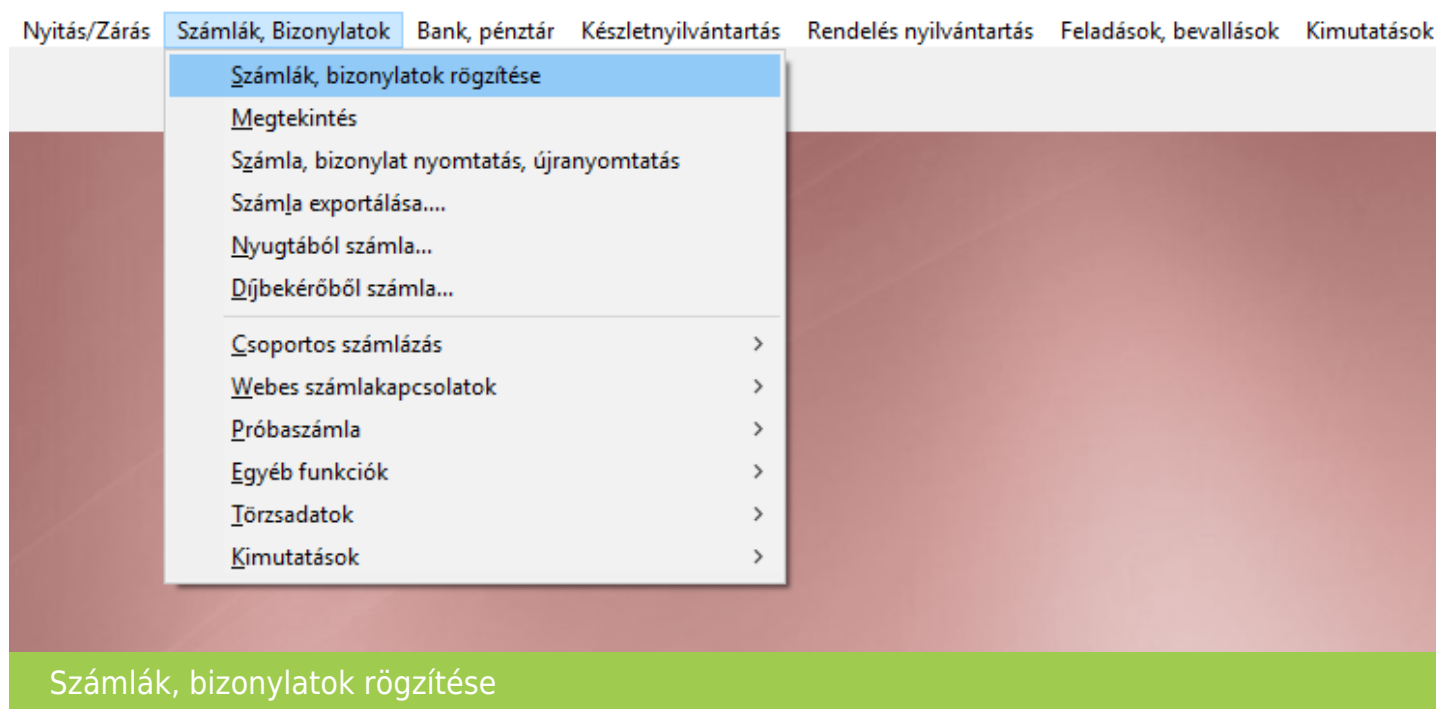 Nyitás/Zárás Számlák, Bizonylatok Bank, pénztár Készletnyilvántartás Rendelés nyilvántartás Feladások, bevallások Kimutatások
Számlák, bizonylatok rögzítése
Megtekintés
Számla, bizonylat nyomtatás, újranyomtatás
Számla exportálása....
Nyugtából számla...
Díjbekérőből számla...
Csoportos számlázás
Webes számlakapcsolatok
Próbaszámla
Egyéb funkciók
Törzsadatok
Kimutatások
Számlák, bizonylatok rögzítése